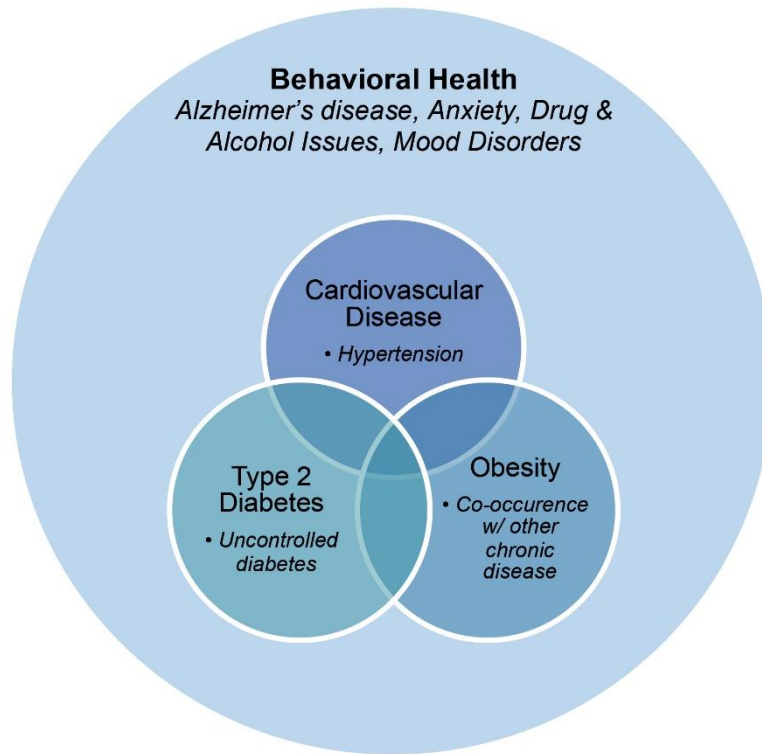 Behavioral Health
Alzheimer's disease, Anxiety, Drug &
Alcohol Issues, Mood Disorders
Cardiovascular
Disease
• Hypertension
Type 2
Diabetes
• Uncontrolled
diabetes
Obesity
• Co-occurence
w/ other
chronic
disease